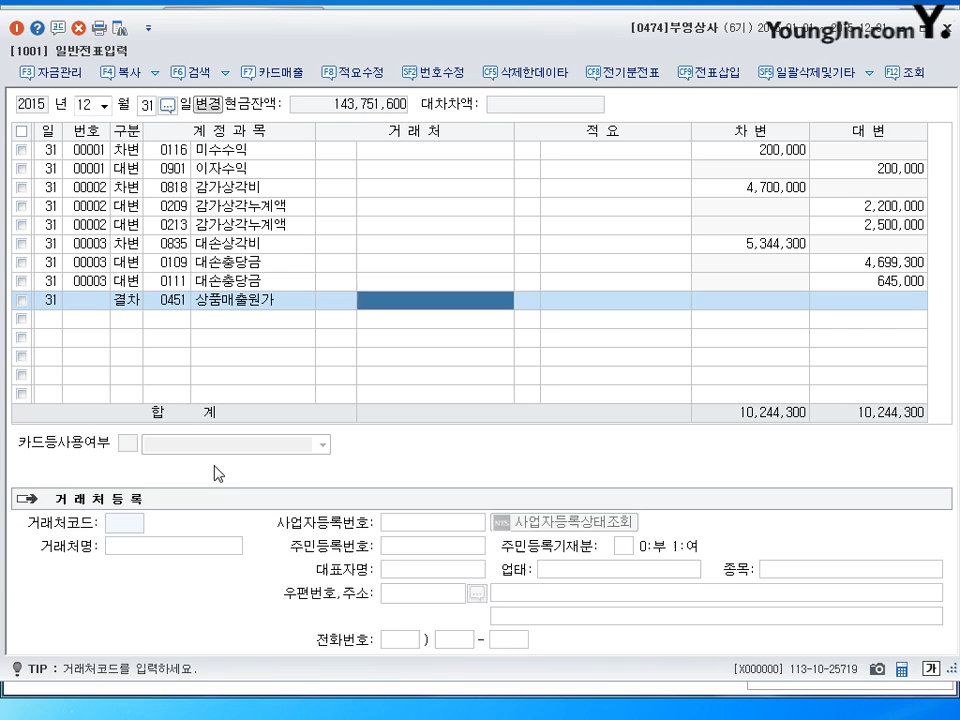 [0474]부영상사 (6기)
YoungJin.com Y.
[1001] 일반전표입력
F3 자금관리 F4 복사 F6 검색 F7 카드매출 F8 적요수정 SF2 번호수정 CF5 삭제한데이타 CF8 전기분전표 CF9 전표삽입 SF5 일괄삭제및기타 F12 조회
2015 년 12 월 31 일 변경 현금잔액: 143,751,600 대차차액:
일 번호 구분 계 정 과 목 거 래 처 적 요 차 변 대 변
31 00001 차변 0116 미수수익 200,000
31 00001 대변 0901 이자수익 200,000
31 00002 차변 0818 감가상각비 4,700,000
31 00002 대변 0209 감가상각누계액 2,200,000
31 00002 대변 0213 감가상각누계액 2,500,000
31 00003 차변 0835 대손상각비 5,344,300
31 00003 대변 0109 대손충당금 4,699,300
31 00003 대변 0111 대손충당금 645,000
31 결차 0451 상품매출원가
합 계 10,244,300 10,244,300
카드등사용여부
거 래 처 등 록
거래처코드: 사업자등록번호: 사업자등록상태조회
거래처명: 주민등록번호: 주민등록기재분: 0:부 1:여
대표자명: 업태: 종목:
우편번호,주소:
전화번호: ) -
TIP : 거래처코드를 입력하세요. [X000000] 113-10-25719 가